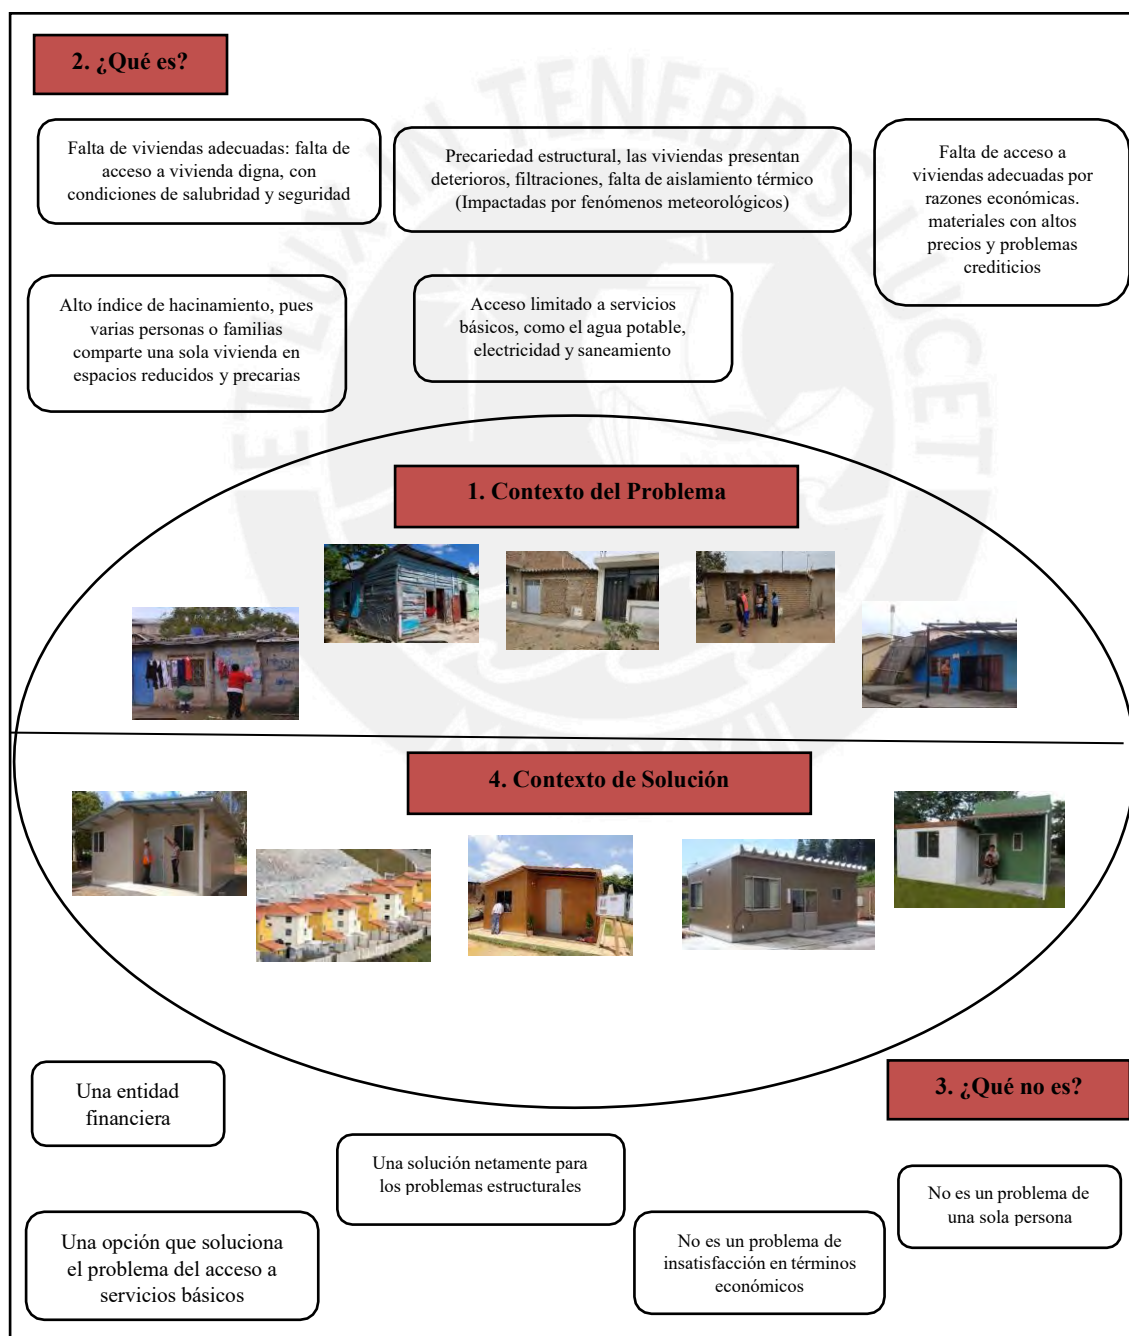 2. ¿Qué es?
Falta de viviendas adecuadas: falta de
acceso a vivienda digna, con
condiciones de salubridad y seguridad
Precariedad estructural, las viviendas presentan
deterioros, filtraciones, falta de aislamiento térmico
(Impactadas por fenómenos meteorológicos)
Falta de acceso a
viviendas adecuadas por
razones económicas.
materiales con altos
precios y problemas
crediticios
Alto índice de hacinamiento, pues
varias personas o familias
comparte una sola vivienda en
espacios reducidos y precarias
Acceso limitado a servicios
básicos, como el agua potable,
electricidad y saneamiento
ET LUX IN TENEBRIS LUCET
1. Contexto del Problema
4. Contexto de Solución
Una entidad
financiera
3. ¿Qué no es?
Una solución netamente para
los problemas estructurales
No es un problema de
una sola persona
Una opción que soluciona
el problema del acceso a
servicios básicos
No es un problema de
insatisfacción en términos
económicos